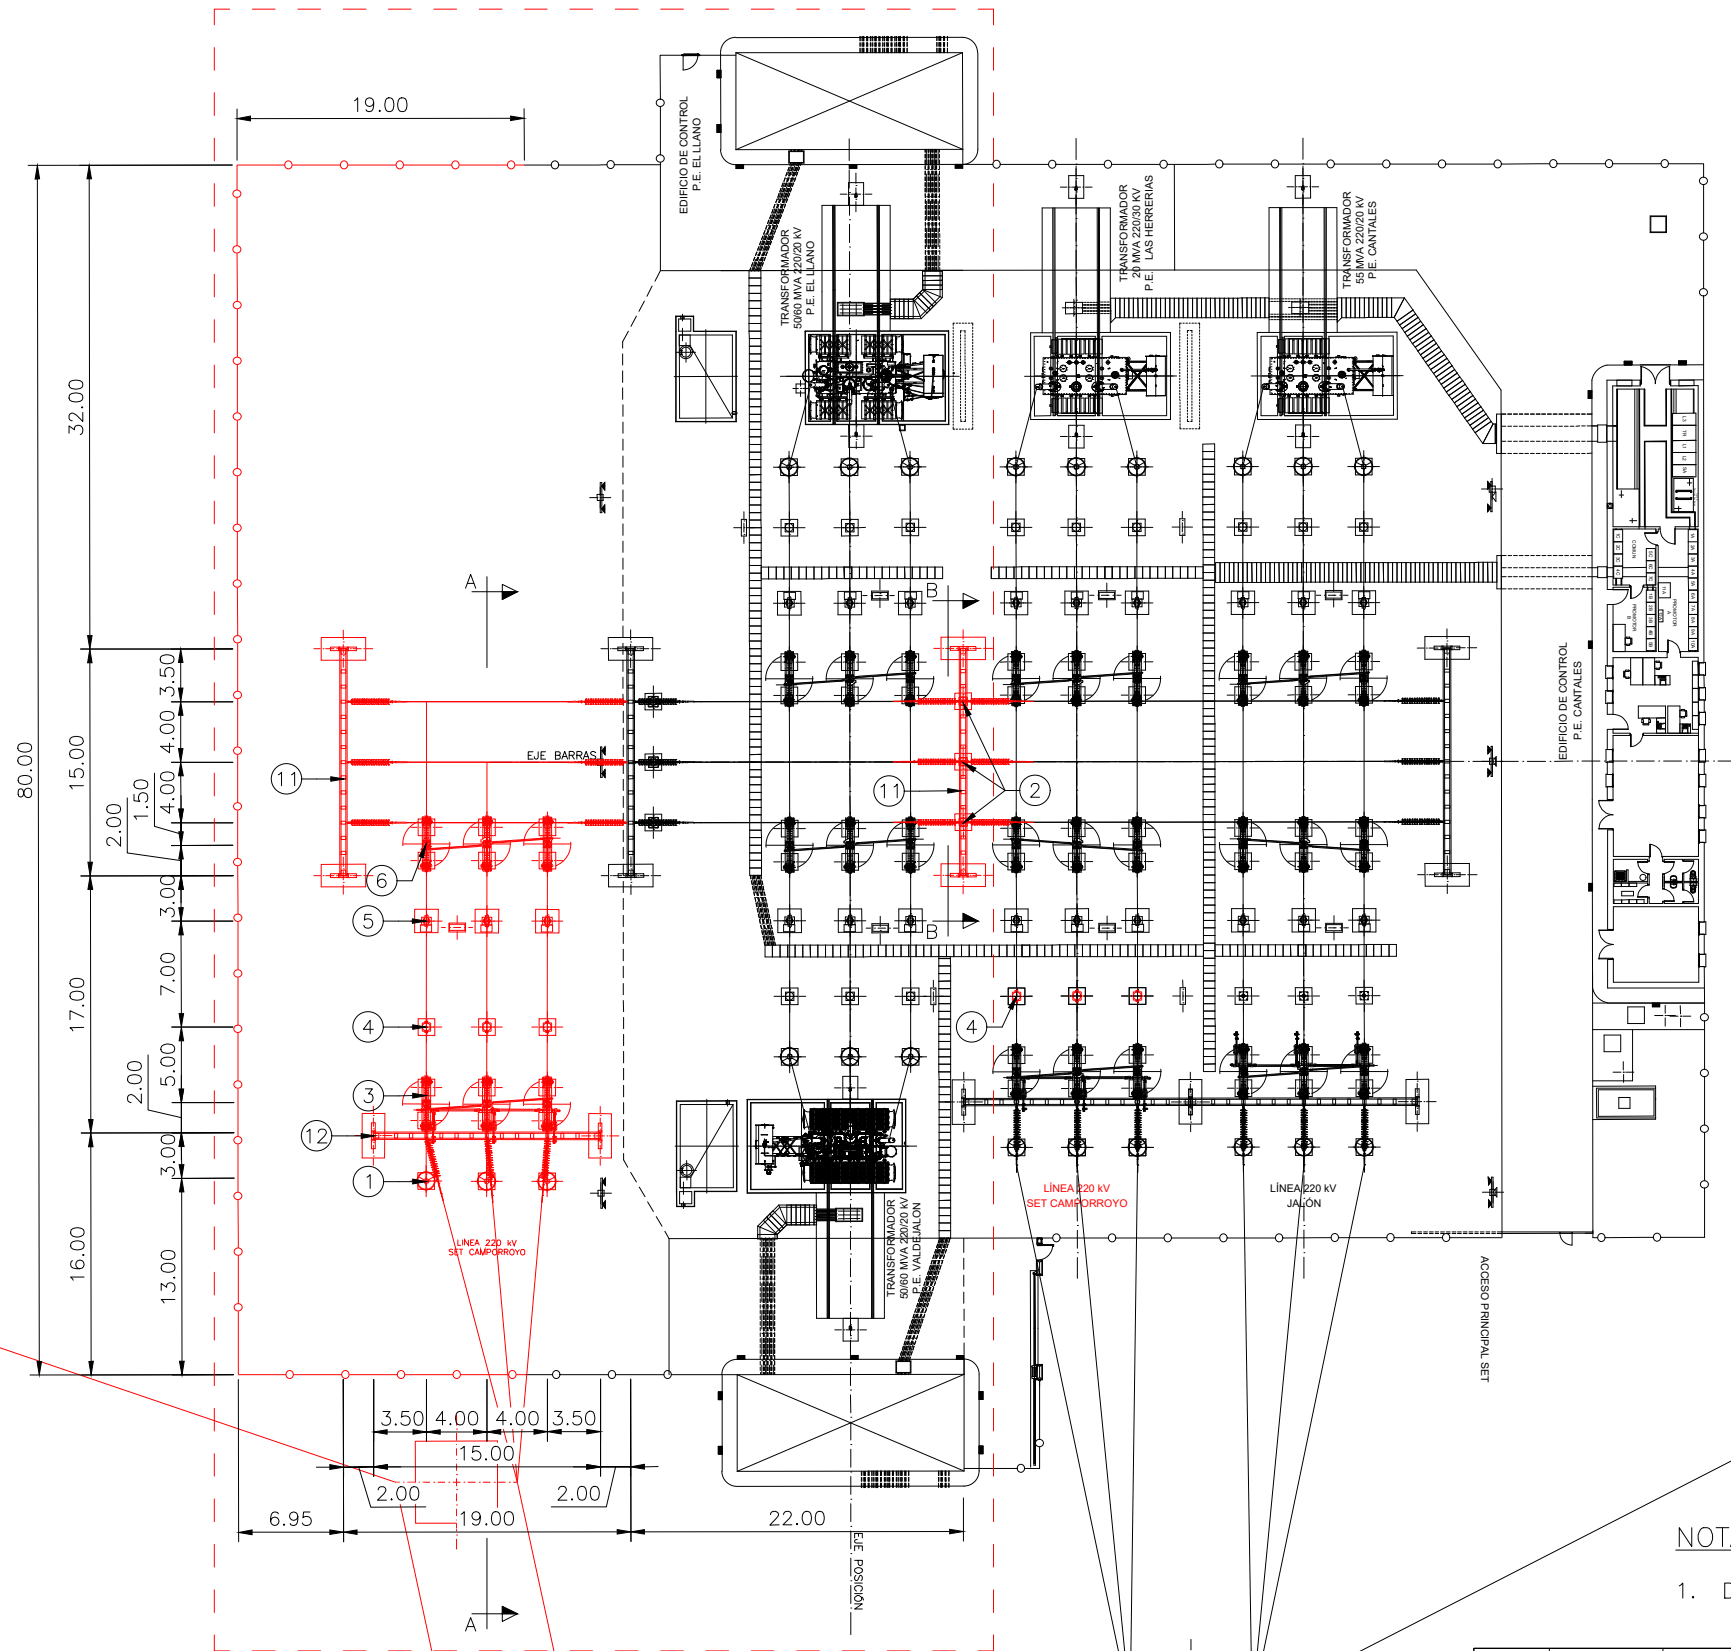 19.00
EDIFICIO DE CONTROL
P.E. EL LLANO
TRANSFORMADOR
50/60 MVA 220/20 kV
P.E. EL LLANO
TRANSFORMADOR
20 MVA 220/30 KV
P.E. LAS HERRERIAS
TRANSFORMADOR
55 MVA 220/20 KV
P.E. CANTALES
32.00
80.00
15.00
3.50
4.00
4.00
1.50
2.00
3.00
17.00
7.00
5.00
2.00
3.00
16.00
13.00
A
B
EJE BARRAS
11
11
2
6
5
4
4
3
12
1
B
COMUN
PROMOTOR
B
PROMOTOR
A
EDIFICIO DE CONTROL
P.E. CANTALES
LINEA 220 kV
SET CAMPORROYO
LÍNEA 220 kV
SET CAMPORROYO
LÍNEA 220 kV
JALÓN
TRANSFORMADOR
50/60 MVA 220/20 kV
P.E. VALDEJALON
ACCESO PRINCIPAL SET
3.50
4.00
4.00
3.50
15.00
2.00
2.00
6.95
19.00
22.00
EJE POSICIÓN
A
NOT
1. D